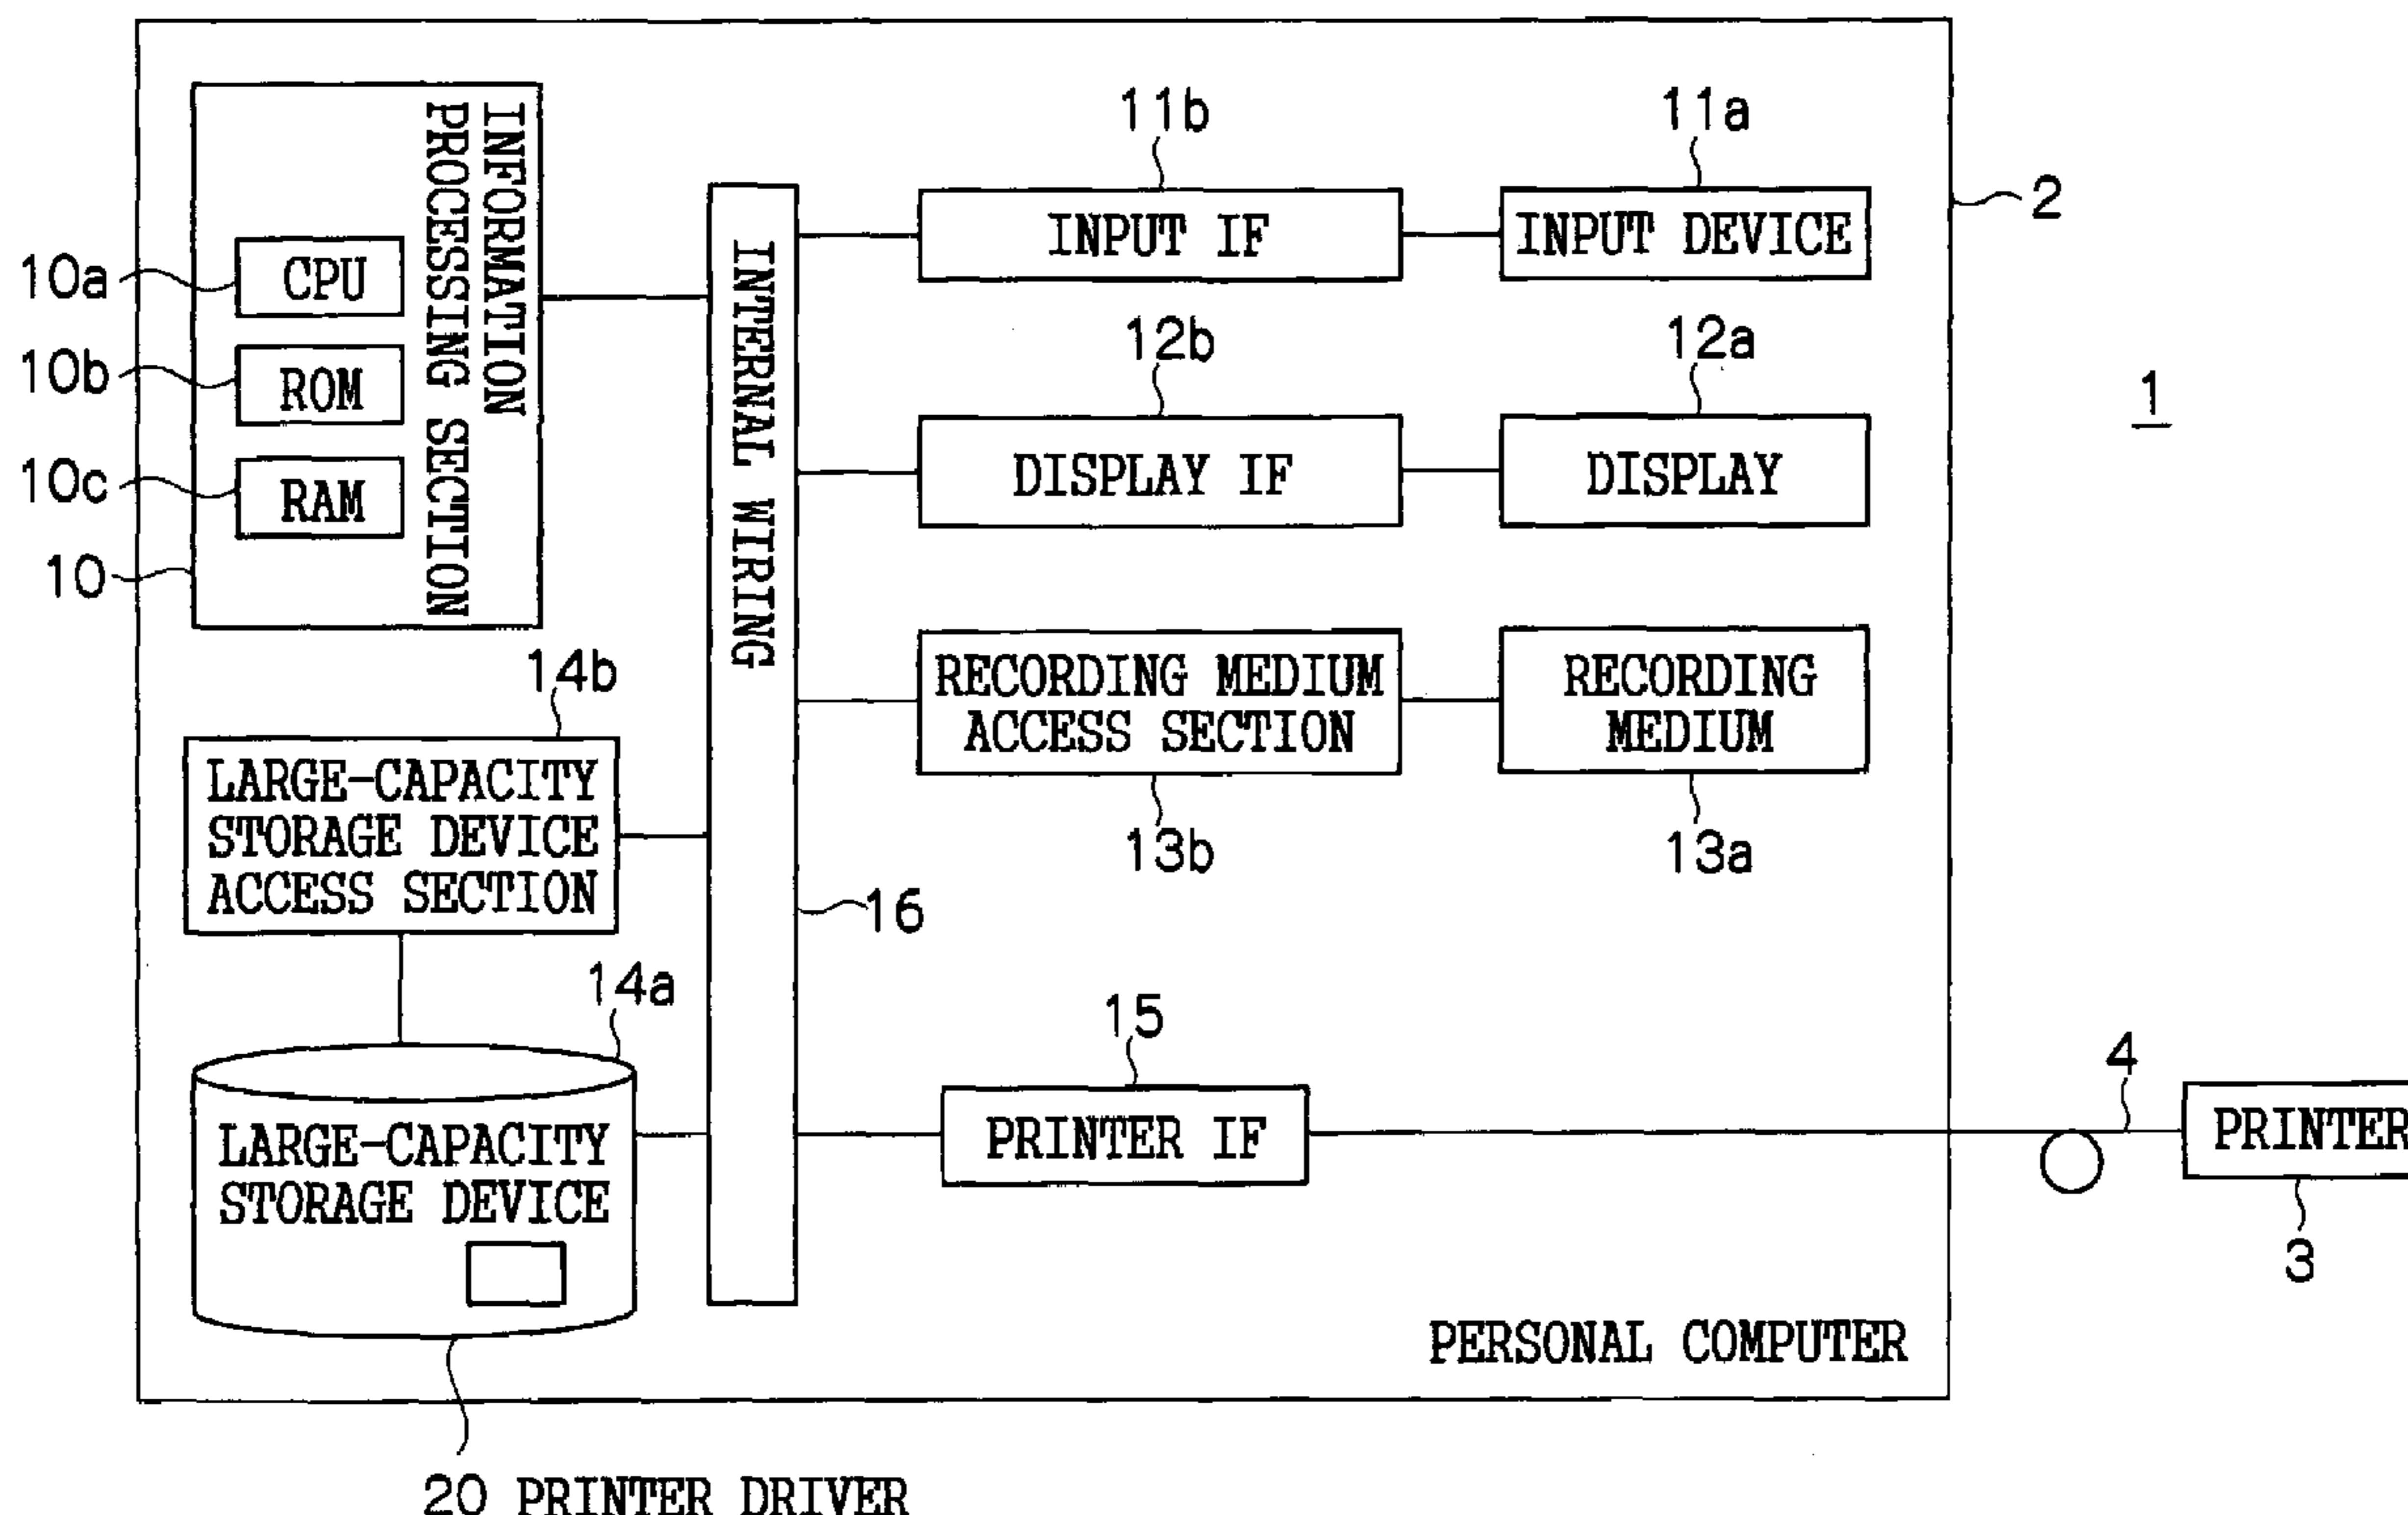 10a
10b
10c
10
INFORMATION
PROCESSING SECTION
CPU
ROM
RAM
INTERNAL WIRING
16
11b
INPUT IF
11a
INPUT DEVICE
2
12b
DISPLAY IF
12a
DISPLAY
1
RECORDING MEDIUM
ACCESS SECTION
13b
RECORDING
MEDIUM
13a
14b
LARGE-CAPACITY
STORAGE DEVICE
ACCESS SECTION
14a
LARGE-CAPACITY
STORAGE DEVICE
15
PRINTER IF
4
PRINTER
3
PERSONAL COMPUTER
20 PRINTER DRIVER